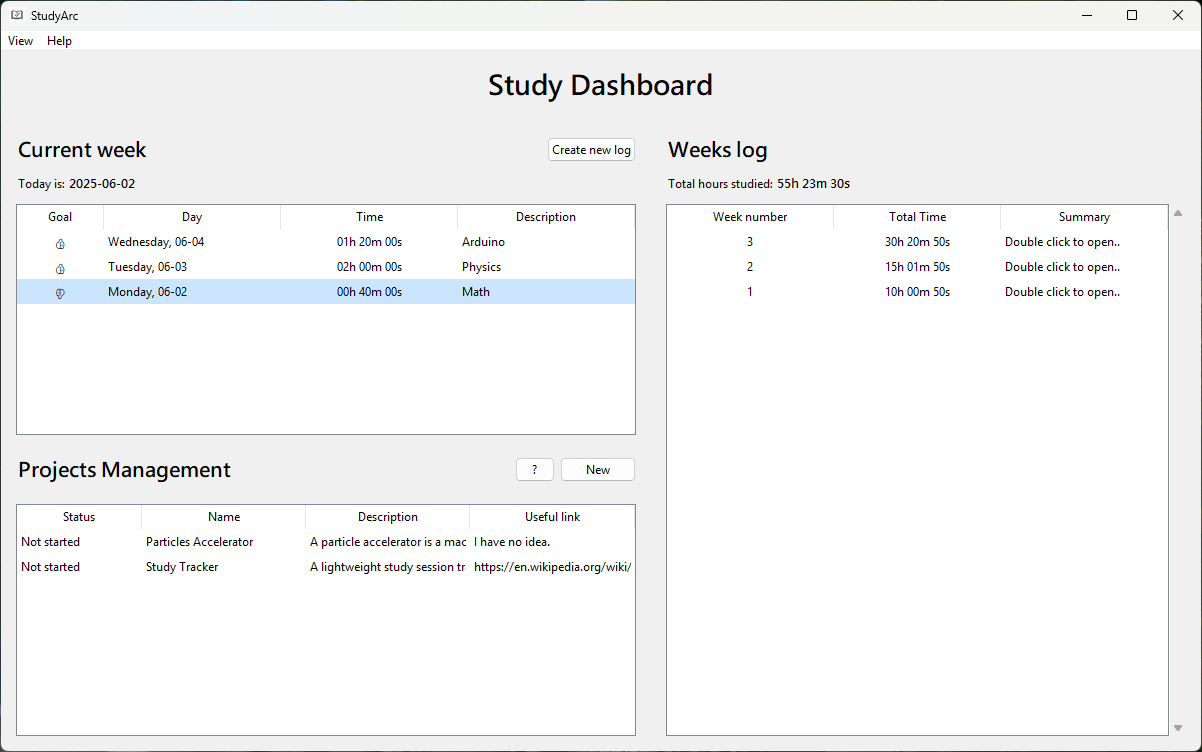 StudyArc
View Help
Study Dashboard
Current week
Create new log
Today is: 2025-06-02
Goal Day Time Description
Wednesday, 06-04 01h 20m 00s Arduino
Tuesday, 06-03 02h 00m 00s Physics
Monday, 06-02 00h 40m 00s Math
Projects Management
? New
Status Name Description Useful link
Not started Particles Accelerator A particle accelerator is a mac I have no idea.
Not started Study Tracker A lightweight study session tr https://en.wikipedia.org/wiki/
Weeks log
Total hours studied: 55h 23m 30s
Week number Total Time Summary
3 30h 20m 50s Double click to open..
2 15h 01m 50s Double click to open..
1 10h 00m 50s Double click to open..